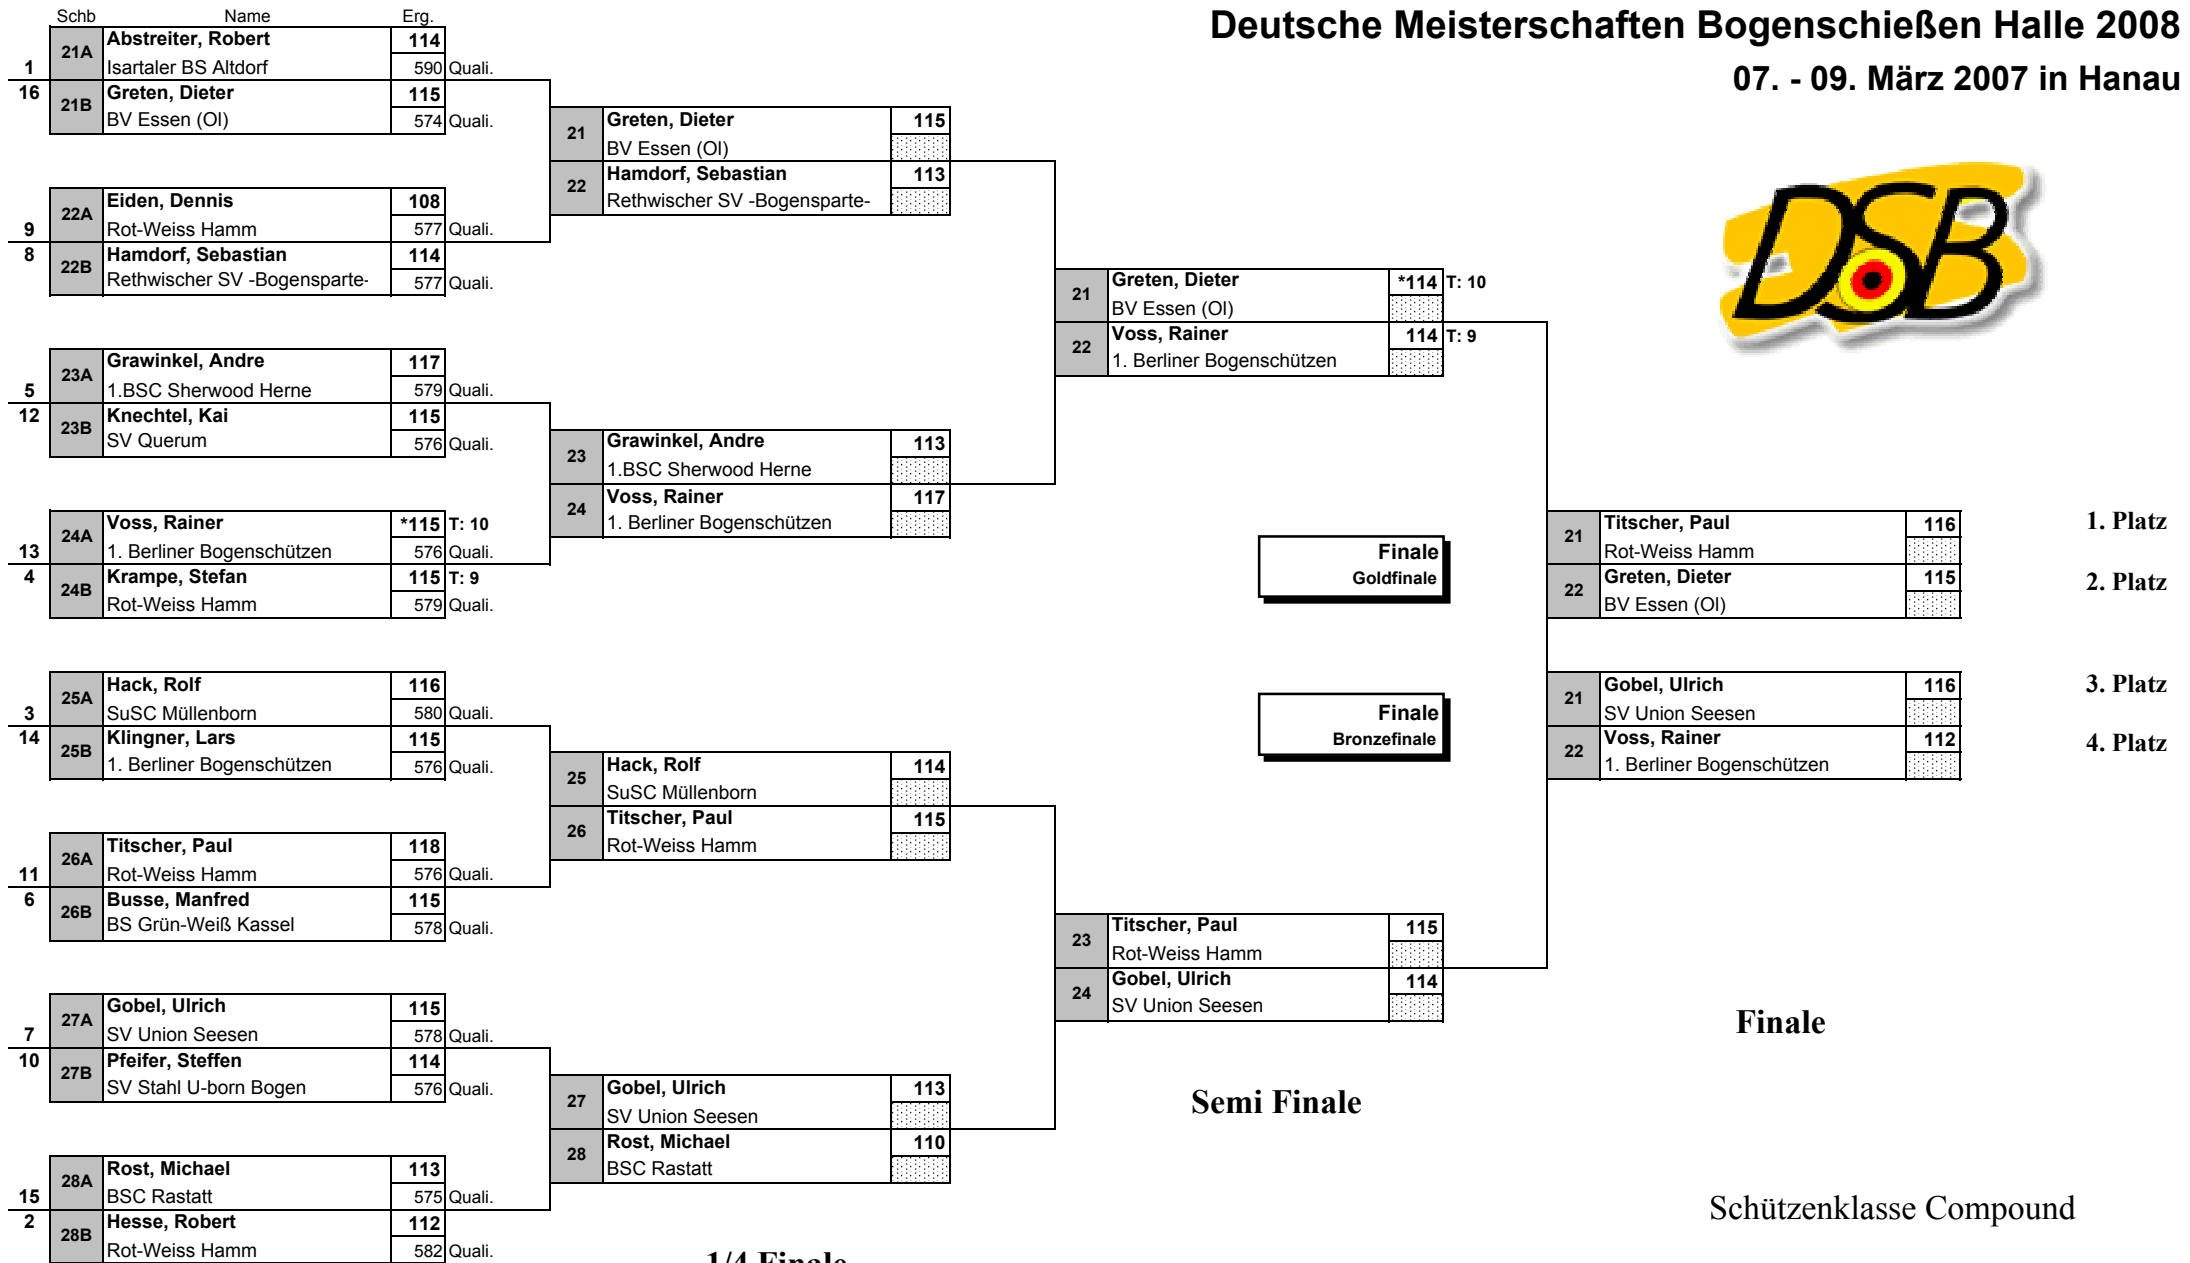 Deutsche Meisterschaften Bogenschießen Halle 2008
07. - 09. März 2007 in Hanau
DSB
Schb Name Erg.
21A Abstreiter, Robert 114
1 Isartaler BS Altdorf 590 Quali.
16 21B Greten, Dieter 115
BV Essen (Ol) 574 Quali.
22A Eiden, Dennis 108
9 Rot-Weiss Hamm 577 Quali.
8 22B Hamdorf, Sebastian 114
Rethwischer SV -Bogensparte- 577 Quali.
23A Grawinkel, Andre 117
5 1.BSC Sherwood Herne 579 Quali.
12 23B Knechtel, Kai 115
SV Querum 576 Quali.
24A Voss, Rainer *115 T: 10
13 1. Berliner Bogenschützen 576 Quali.
4 24B Krampe, Stefan 115 T: 9
Rot-Weiss Hamm 579 Quali.
25A Hack, Rolf 116
3 SuSC Müllenborn 580 Quali.
14 25B Klingner, Lars 115
1. Berliner Bogenschützen 576 Quali.
26A Titscher, Paul 118
11 Rot-Weiss Hamm 576 Quali.
6 26B Busse, Manfred 115
BS Grün-Weiß Kassel 578 Quali.
27A Gobel, Ulrich 115
7 SV Union Seesen 578 Quali.
10 27B Pfeifer, Steffen 114
SV Stahl U-born Bogen 576 Quali.
28A Rost, Michael 113
15 BSC Rastatt 575 Quali.
2 28B Hesse, Robert 112
Rot-Weiss Hamm 582 Quali.
21 Greten, Dieter 115
BV Essen (Ol)
22 Hamdorf, Sebastian 113
Rethwischer SV -Bogensparte-
23 Grawinkel, Andre 113
1.BSC Sherwood Herne
24 Voss, Rainer 117
1. Berliner Bogenschützen
25 Hack, Rolf 114
SuSC Müllenborn
26 Titscher, Paul 115
Rot-Weiss Hamm
27 Gobel, Ulrich 113
SV Union Seesen
28 Rost, Michael 110
BSC Rastatt
1/4 Finale
21 Greten, Dieter *114 T: 10
BV Essen (Ol)
22 Voss, Rainer 114 T: 9
1. Berliner Bogenschützen
23 Titscher, Paul 115
Rot-Weiss Hamm
24 Gobel, Ulrich 114
SV Union Seesen
Semi Finale
Finale
Goldfinale
21 Titscher, Paul 116 1. Platz
Rot-Weiss Hamm
22 Greten, Dieter 115 2. Platz
BV Essen (Ol)
Finale
Bronzefinale
21 Gobel, Ulrich 116 3. Platz
SV Union Seesen
22 Voss, Rainer 112 4. Platz
1. Berliner Bogenschützen
Finale
Schützenklasse Compound